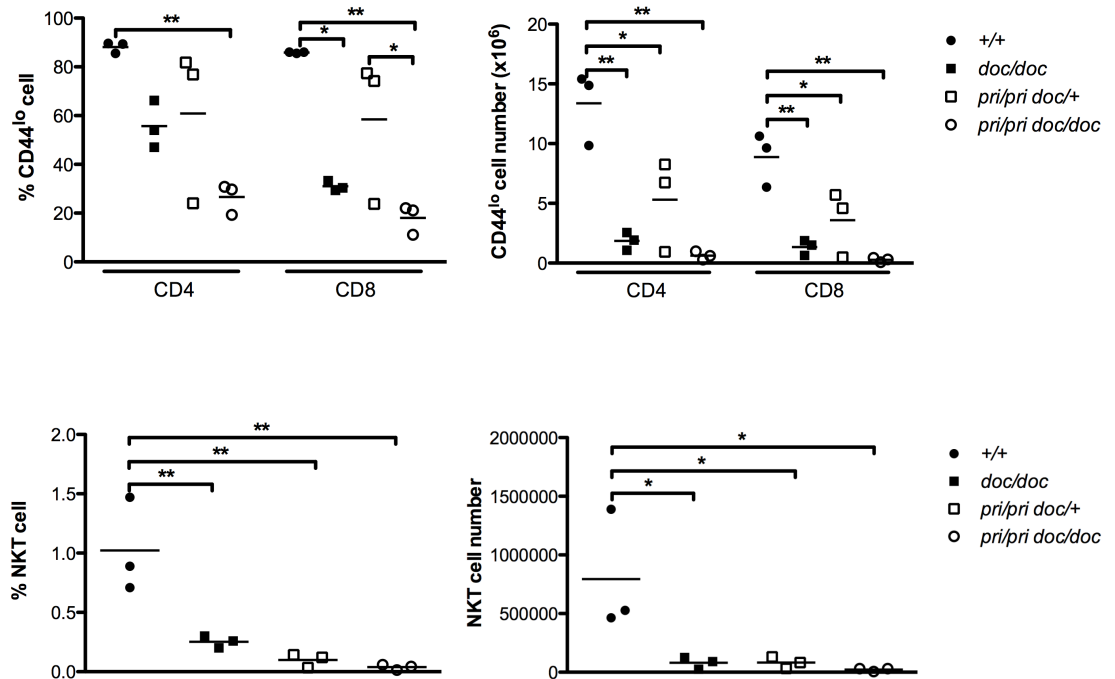 % CD44lo cell
100
80
60
40
20
0
**
**
*
*
CD4
CD8
CD44lo cell number (x106)
20
15
10
5
0
**
*
**
**
*
**
CD4
CD8
+/+
doc/doc
pri/pri doc/+
pri/pri doc/doc
% NKT cell
2.0
1.5
1.0
0.5
0.0
**
**
**
NKT cell number
2000000
1500000
1000000
500000
0
*
*
*
+/+
doc/doc
pri/pri doc/+
pri/pri doc/doc